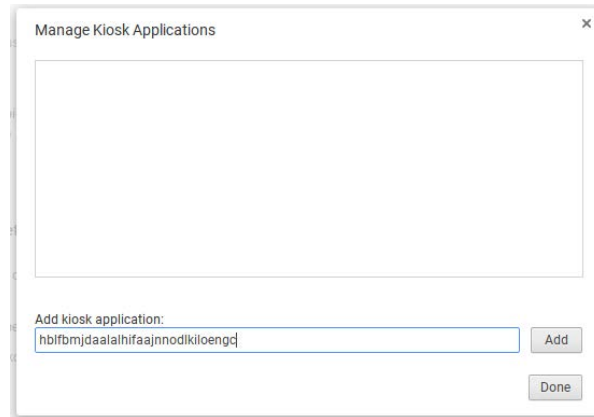 Manage Kiosk Applications
×
Add kiosk application:
hblfbmjdaalalhifaajnnodlkiloengc
Add
Done